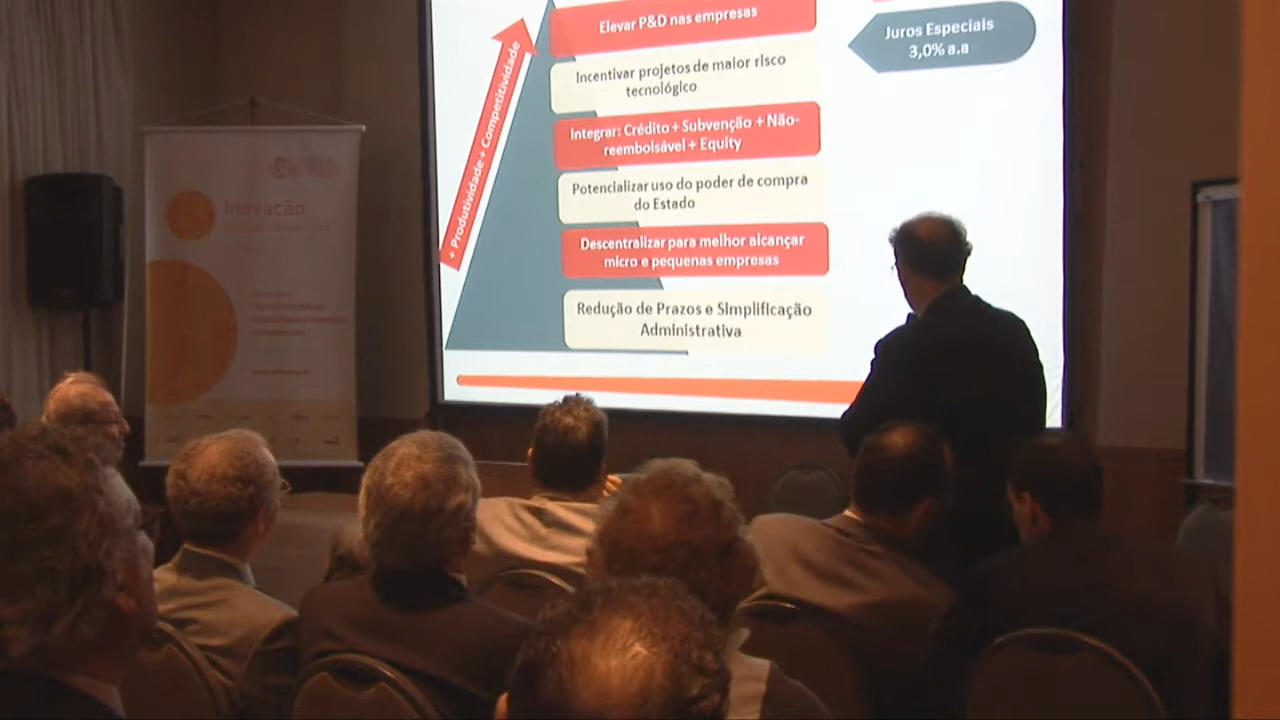 Elevar P&D nas empresas
Juros Especiais
3,0% a.a
+ Produtividade + Competitividade
Incentivar projetos de maior risco
tecnológico
Integrar: Crédito + Subvenção + Não-
reembolsável + Equity
Potencializar uso do poder de compra
do Estado
Descentralizar para melhor alcançar
micro e pequenas empresas
Redução de Prazos e Simplificação
Administrativa
Inovação